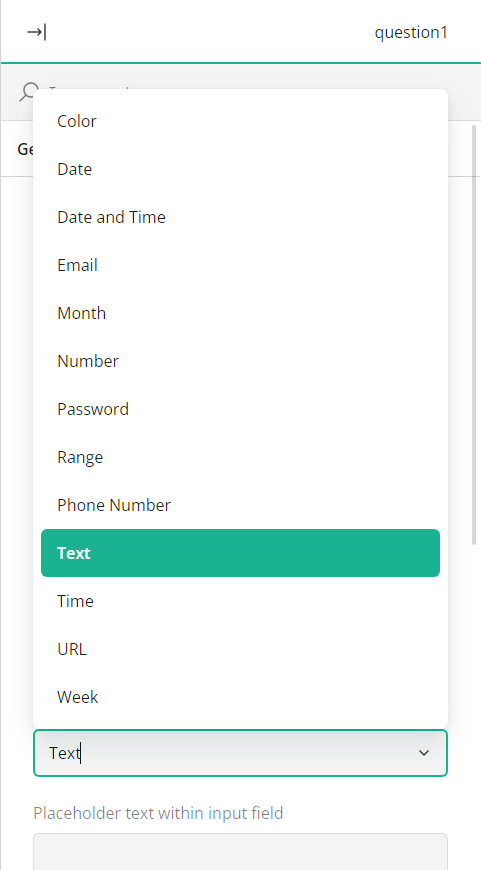 question1
Ge
Color
Date
Date and Time
Email
Month
Number
Password
Range
Phone Number
Text
Time
URL
Week
Text
Placeholder text within input field